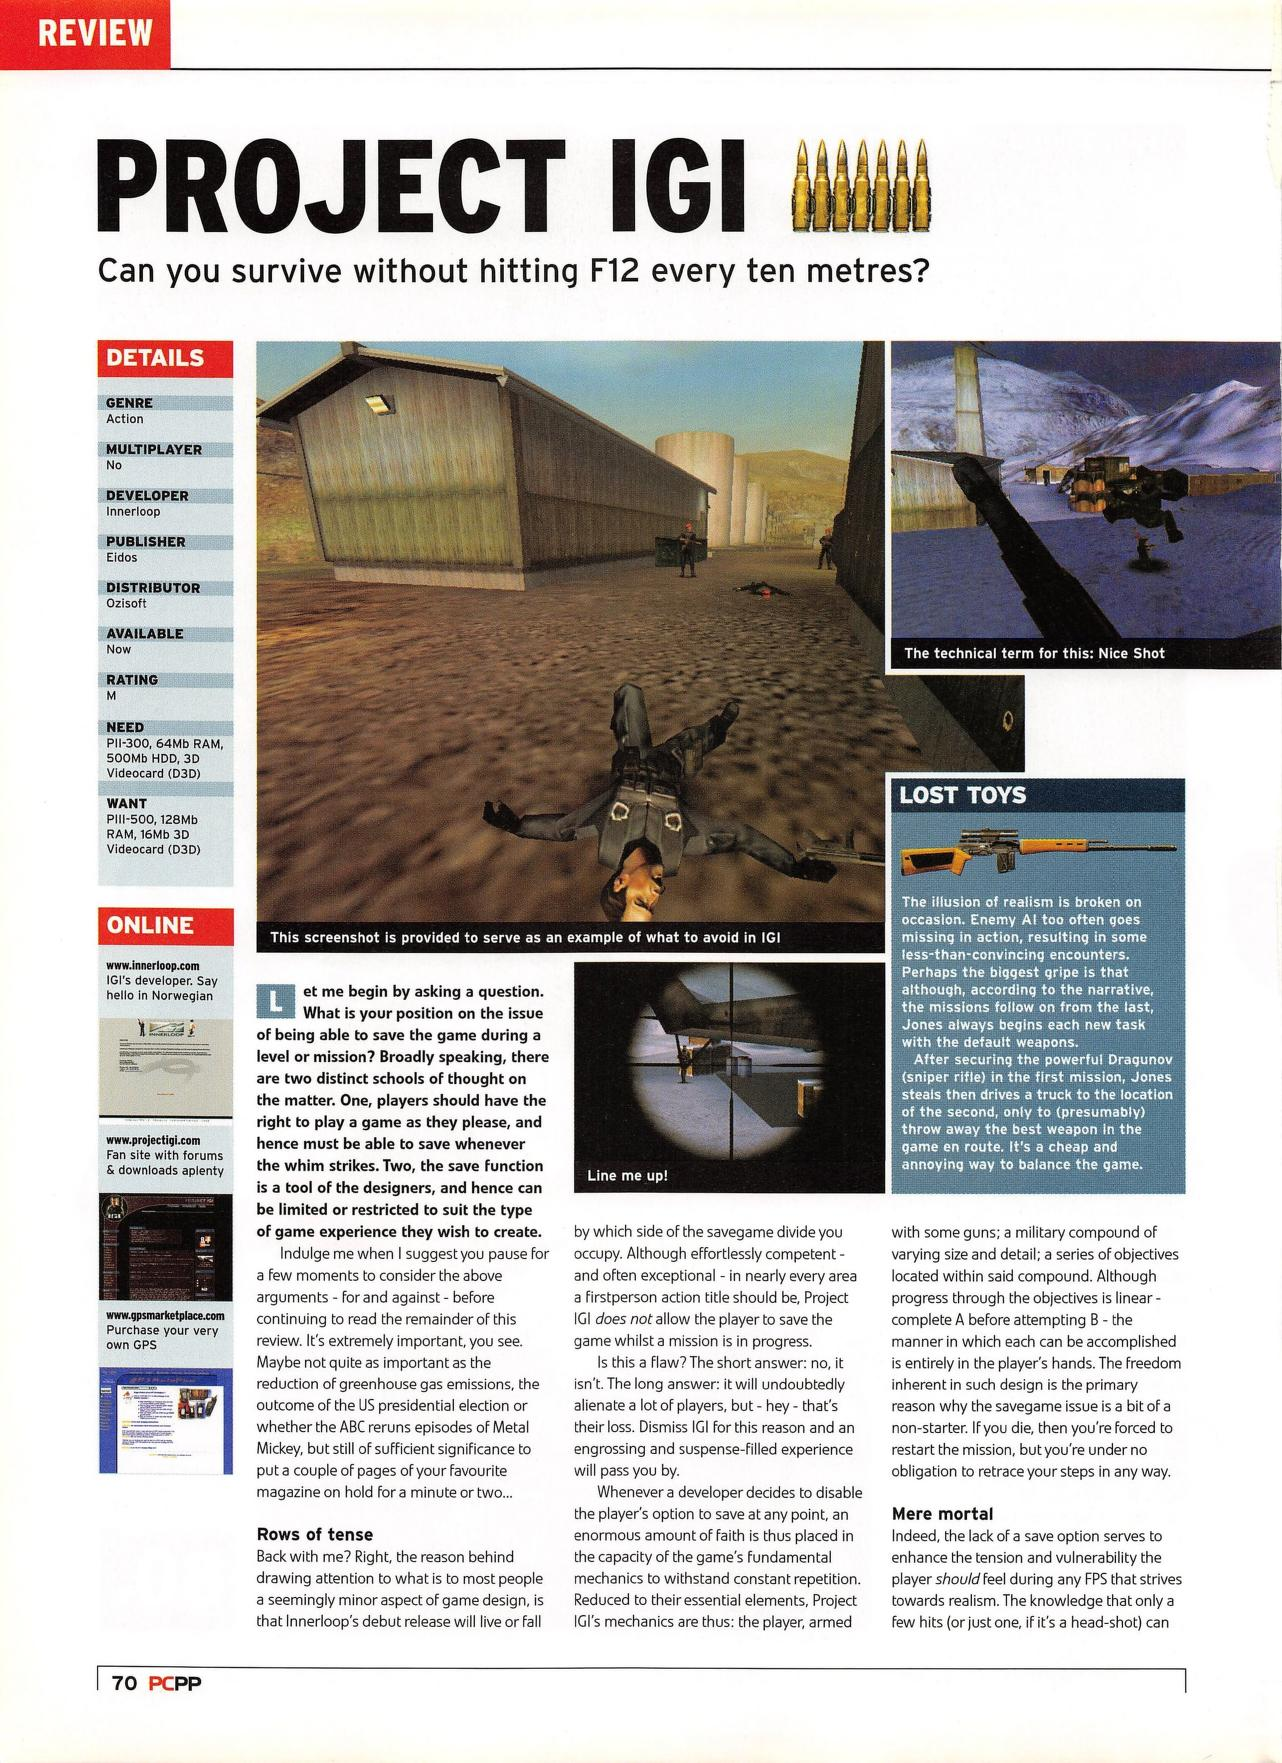 REVIEW
PROJECT IGI
Can you survive without hitting F12 every ten metres?
DETAILS
GENRE
Action
MULTIPLAYER
No
DEVELOPER
Innerloop
PUBLISHER
Eidos
DISTRIBUTOR
Ozisoft
AVAILABLE
Now
RATING
M
NEED
PII-300, 64Mb RAM,
500Mb HDD, 3D
Videocard (D3D)
WANT
PIII-500, 128Mb
RAM, 16Mb 3D
Videocard (D3D)
ONLINE
www.innerloop.com
IGI's developer. Say
hello in Norwegian
INNERLOOP
www.projectigi.com
Fan site with forums
& downloads aplenty
www.gpsmarketplace.com
Purchase your very
own GPS
This screenshot is provided to serve as an example of what to avoid in IGI
The technical term for this: Nice Shot
Line me up!
LOST TOYS
The illusion of realism is broken on
occasion. Enemy AI too often goes
missing in action, resulting in some
less-than-convincing encounters.
Perhaps the biggest gripe is that
although, according to the narrative,
the missions follow on from the last,
Jones always begins each new task
with the default weapons.
After securing the powerful Dragunov
(sniper rifle) in the first mission, Jones
steals then drives a truck to the location
of the second, only to (presumably)
throw away the best weapon in the
game en route. It's a cheap and
annoying way to balance the game.
Let me begin by asking a question.
What is your position on the issue
of being able to save the game during a
level or mission? Broadly speaking, there
are two distinct schools of thought on
the matter. One, players should have the
right to play a game as they please, and
hence must be able to save whenever
the whim strikes. Two, the save function
is a tool of the designers, and hence can
be limited or restricted to suit the type
of game experience they wish to create.
Indulge me when I suggest you pause for
a few moments to consider the above
arguments - for and against - before
continuing to read the remainder of this
review. It's extremely important, you see.
Maybe not quite as important as the
reduction of greenhouse gas emissions, the
outcome of the US presidential election or
whether the ABC reruns episodes of Metal
Mickey, but still of sufficient significance to
put a couple of pages of your favourite
magazine on hold for a minute or two...
Rows of tense
Back with me? Right, the reason behind
drawing attention to what is to most people
a seemingly minor aspect of game design, is
that Innerloop's debut release will live or fall
by which side of the savegame divide you
occupy. Although effortlessly competent -
and often exceptional - in nearly every area
a firstperson action title should be, Project
IGI does not allow the player to save the
game whilst a mission is in progress.
Is this a flaw? The short answer: no, it
isn't. The long answer: it will undoubtedly
alienate a lot of players, but - hey - that's
their loss. Dismiss IGI for this reason and an
engrossing and suspense-filled experience
will pass you by.
Whenever a developer decides to disable
the player's option to save at any point, an
enormous amount of faith is thus placed in
the capacity of the game's fundamental
mechanics to withstand constant repetition.
Reduced to their essential elements, Project
IGI's mechanics are thus: the player, armed
with some guns; a military compound of
varying size and detail; a series of objectives
located within said compound. Although
progress through the objectives is linear -
complete A before attempting B - the
manner in which each can be accomplished
is entirely in the player's hands. The freedom
inherent in such design is the primary
reason why the savegame issue is a bit of a
non-starter. If you die, then you're forced to
restart the mission, but you're under no
obligation to retrace your steps in any way.
Mere mortal
Indeed, the lack of a save option serves to
enhance the tension and vulnerability the
player should feel during any FPS that strives
towards realism. The knowledge that only a
few hits (or just one, if it's a head-shot) can
70 PCPP